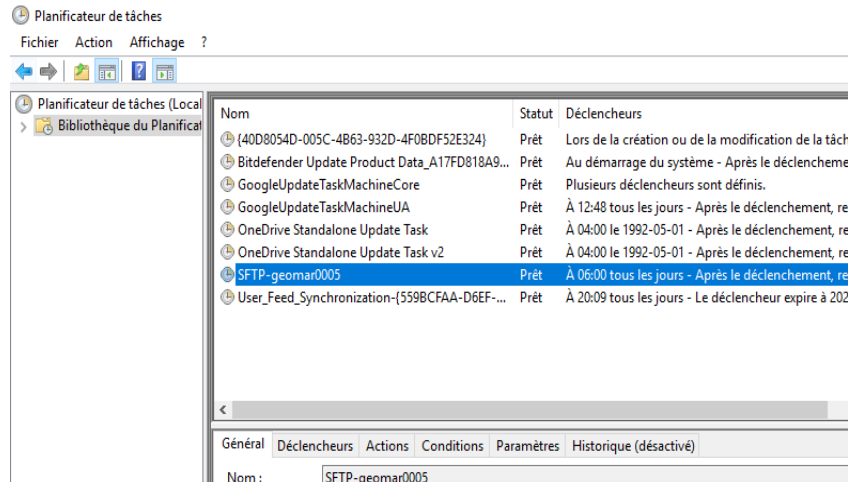 Planificateur de tâches
Fichier Action Affichage ?
Planificateur de tâches (Local
Bibliothèque du Planificat
Nom Statut Déclencheurs
{40D8054D-005C-4B63-932D-4F0BDF52E324} Prêt Lors de la création ou de la modification de la tâch
Bitdefender Update Product Data_A17FD818A9... Prêt Au démarrage du système - Après le déclencheme
GoogleUpdateTaskMachineCore Prêt Plusieurs déclencheurs sont définis.
GoogleUpdateTaskMachineUA Prêt À 12:48 tous les jours - Après le déclenchement, re
OneDrive Standalone Update Task Prêt À 04:00 le 1992-05-01 - Après le déclenchement, re
OneDrive Standalone Update Task v2 Prêt À 04:00 le 1992-05-01 - Après le déclenchement, re
SFTP-geomar0005 Prêt À 06:00 tous les jours - Après le déclenchement, re
User_Feed_Synchronization-{559BCFAA-D6EF-... Prêt À 20:09 tous les jours - Le déclencheur expire à 202
Général Déclencheurs Actions Conditions Paramètres Historique (désactivé)
Nom : SFTP-geomar0005